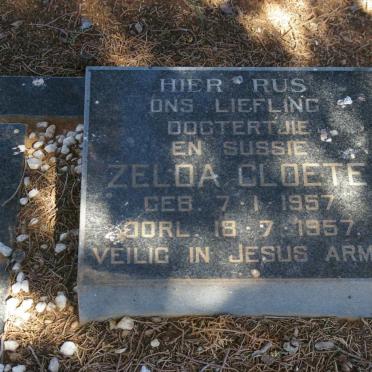 HIER RUS
ONS LIEFLING
DOGTERTJIE
EN SUSSIE
ZELDA CLOETE
GEB 7 . 1 . 1957
OORL 18 . 7 . 1957
VEILIG IN JESUS ARM